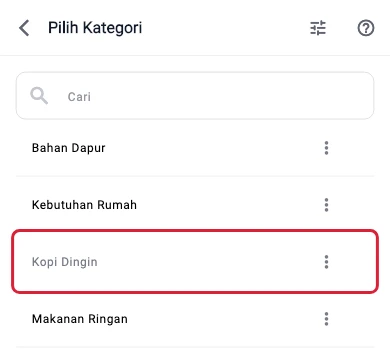 Pilih Kategori
Cari
Bahan Dapur
Kebutuhan Rumah
Kopi Dingin
Makanan Ringan